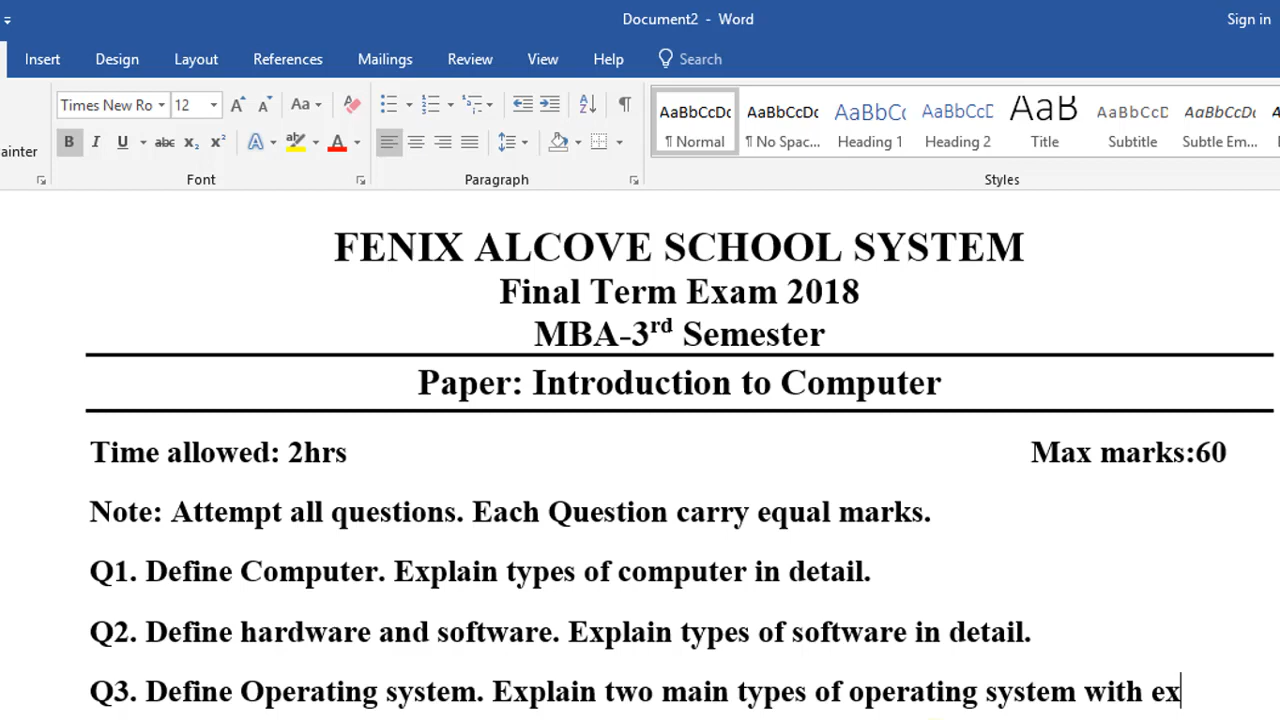 Document2 - Word
Sign in
Insert Design Layout References Mailings Review View Help Search
Times New Ro 12 Aa
AaBbCcDc AaBbCcDc AaBbCc AaBbCcD AaB AaBbCcD AaBbCcDc
B I U abc x₂ x² A ab A
ainter
¶ Normal ¶ No Spac... Heading 1 Heading 2 Title Subtitle Subtle Em...
Font Paragraph Styles
FENIX ALCOVE SCHOOL SYSTEM
Final Term Exam 2018
MBA-3rd Semester
Paper: Introduction to Computer
Time allowed: 2hrs Max marks:60
Note: Attempt all questions. Each Question carry equal marks.
Q1. Define Computer. Explain types of computer in detail.
Q2. Define hardware and software. Explain types of software in detail.
Q3. Define Operating system. Explain two main types of operating system with ex